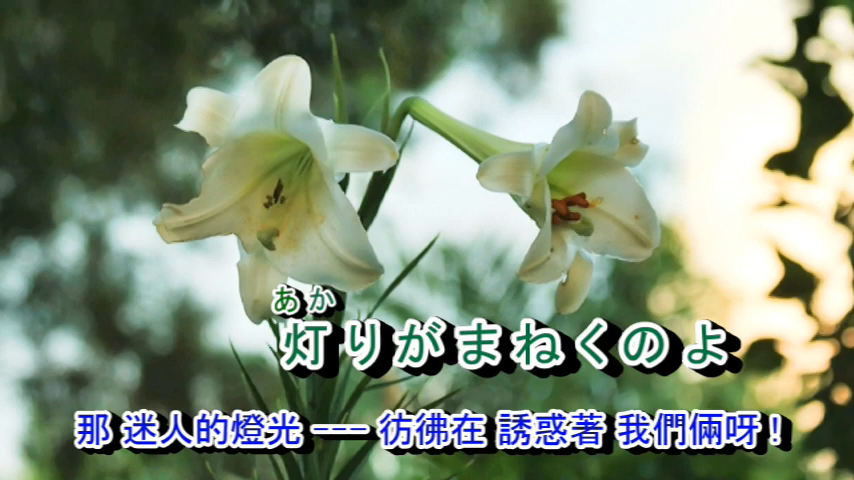 あか
灯りがまねくのよ
那 迷人的燈光 --- 彷彿在 誘惑著 我們倆呀!